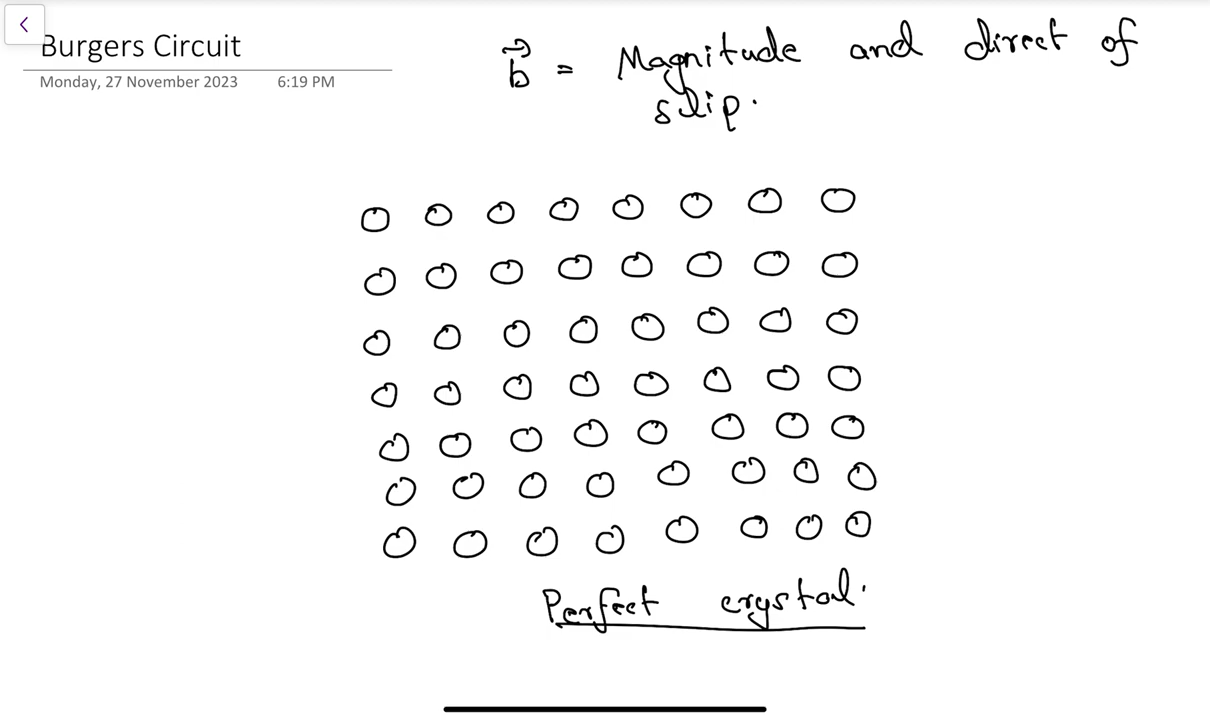 Burgers Circuit
Monday, 27 November 2023 6:19 PM
b⃗ = Magnitude and direct of
slip.
Perfect crystal.